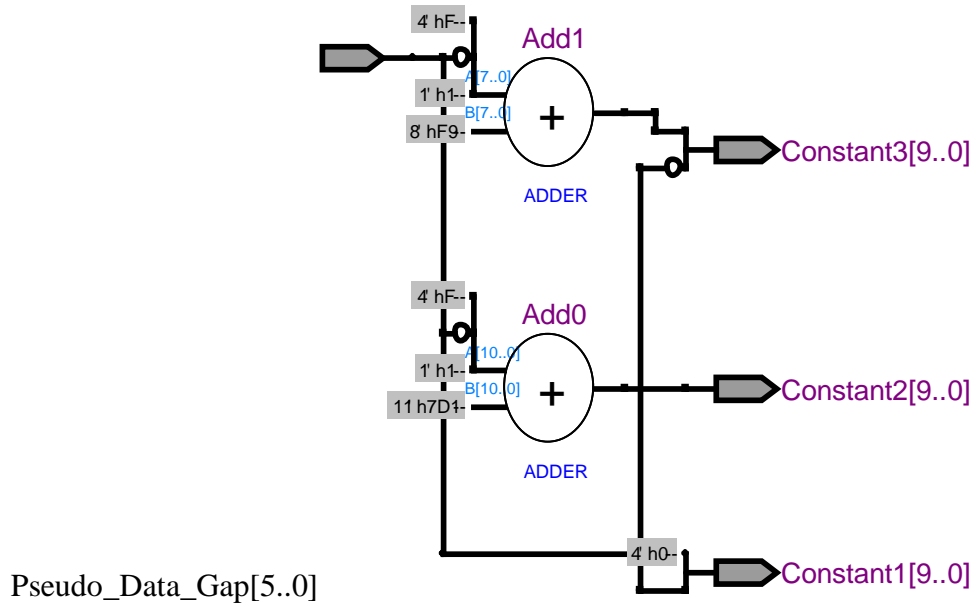 4' hF--
Add1
A[7..0]
1' h1--
B[7..0]
8' hF9--
+
Constant3[9..0]
ADDER
4' hF--
Add0
A[10..0]
1' h1--
B[10..0]
11' h7D1--
+
Constant2[9..0]
ADDER
4' h0--
Constant1[9..0]
Pseudo_Data_Gap[5..0]